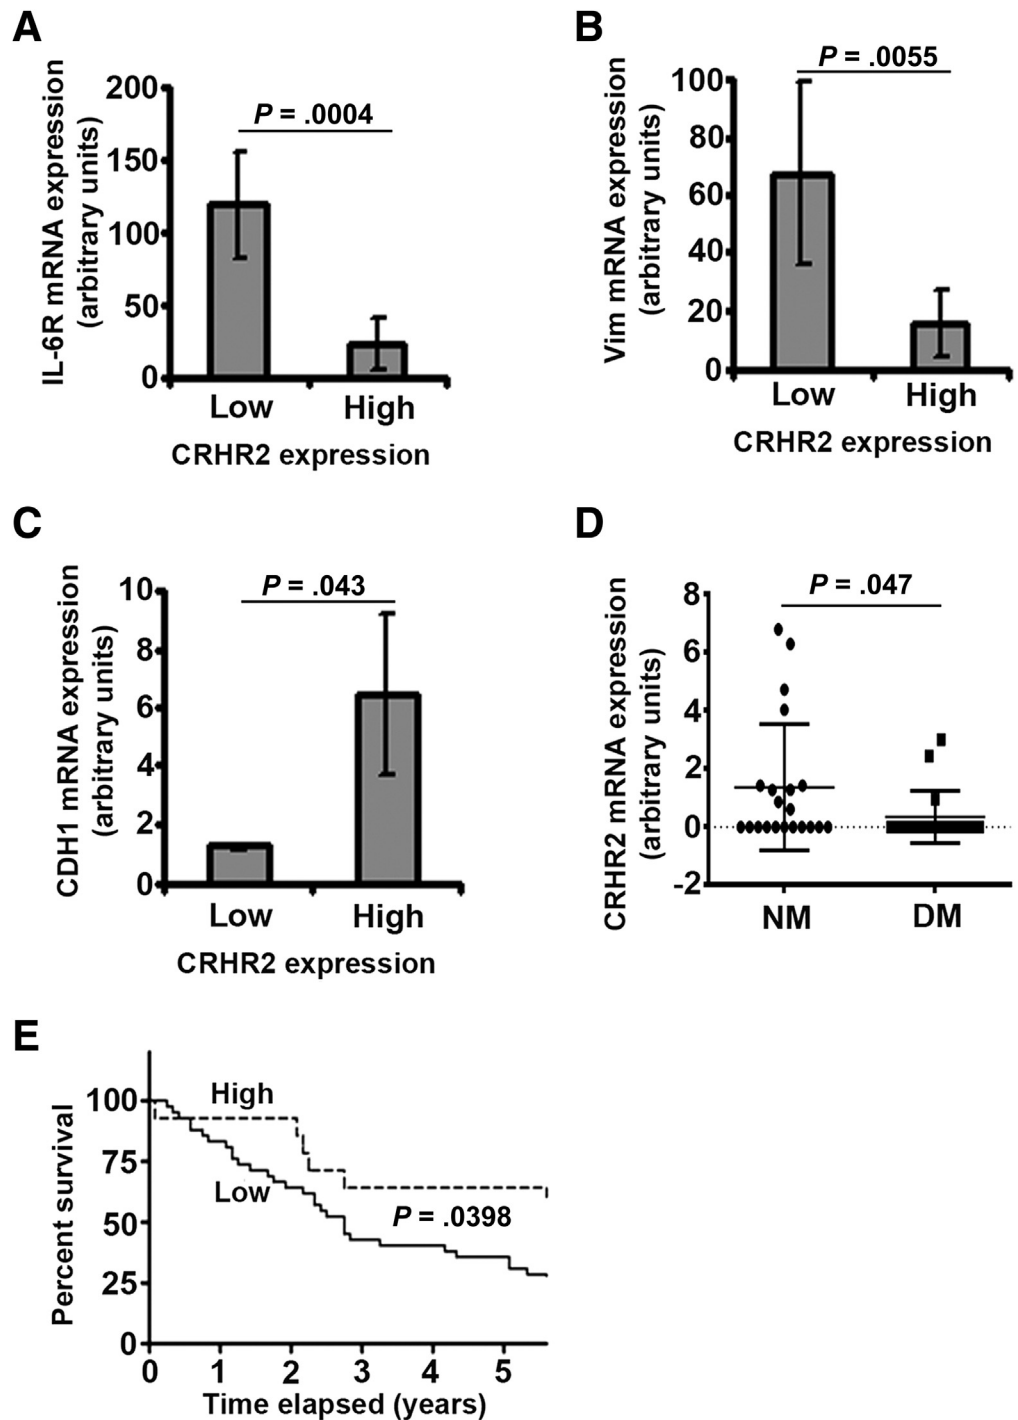 A
IL-6R mRNA expression
(arbitrary units)
200
150
100
50
0
P = .0004
Low
High
CRHR2 expression
B
Vim mRNA expression
(arbitrary units)
100
80
60
40
20
0
P = .0055
Low
High
CRHR2 expression
C
CDH1 mRNA expression
(arbitrary units)
10
8
6
4
2
0
P = .043
Low
High
CRHR2 expression
D
CRHR2 mRNA expression
(arbitrary units)
8
6
4
2
0
-2
P = .047
NM
DM
E
Percent survival
100
75
50
25
0
High
Low
P = .0398
0 1 2 3 4 5
Time elapsed (years)